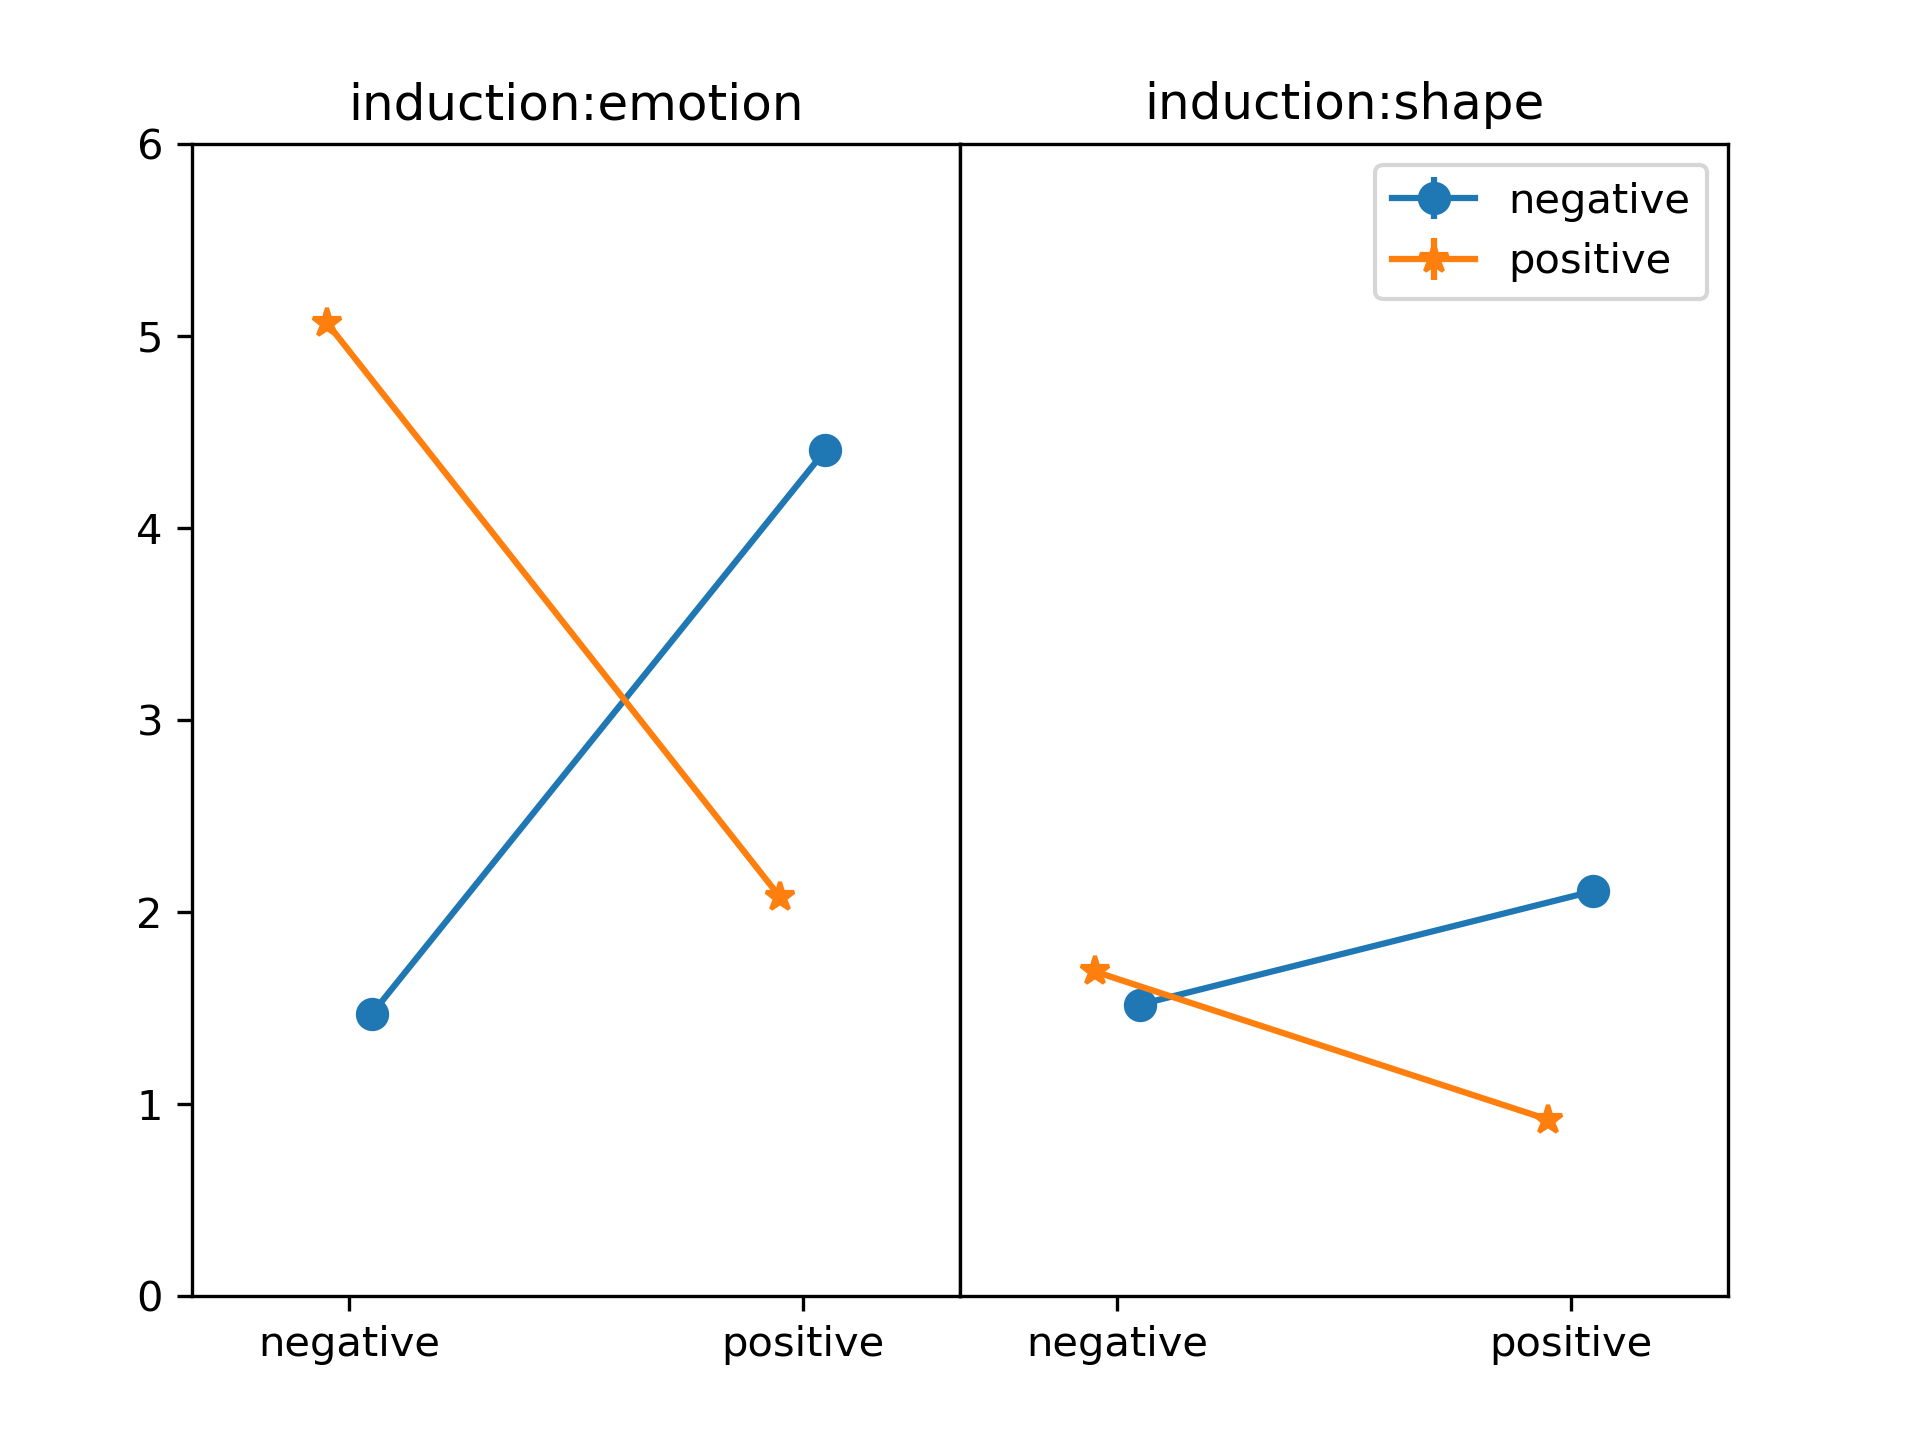 induction:emotion
induction:shape
6
5
4
3
2
1
0
negative
positive
negative
positive
negative
positive